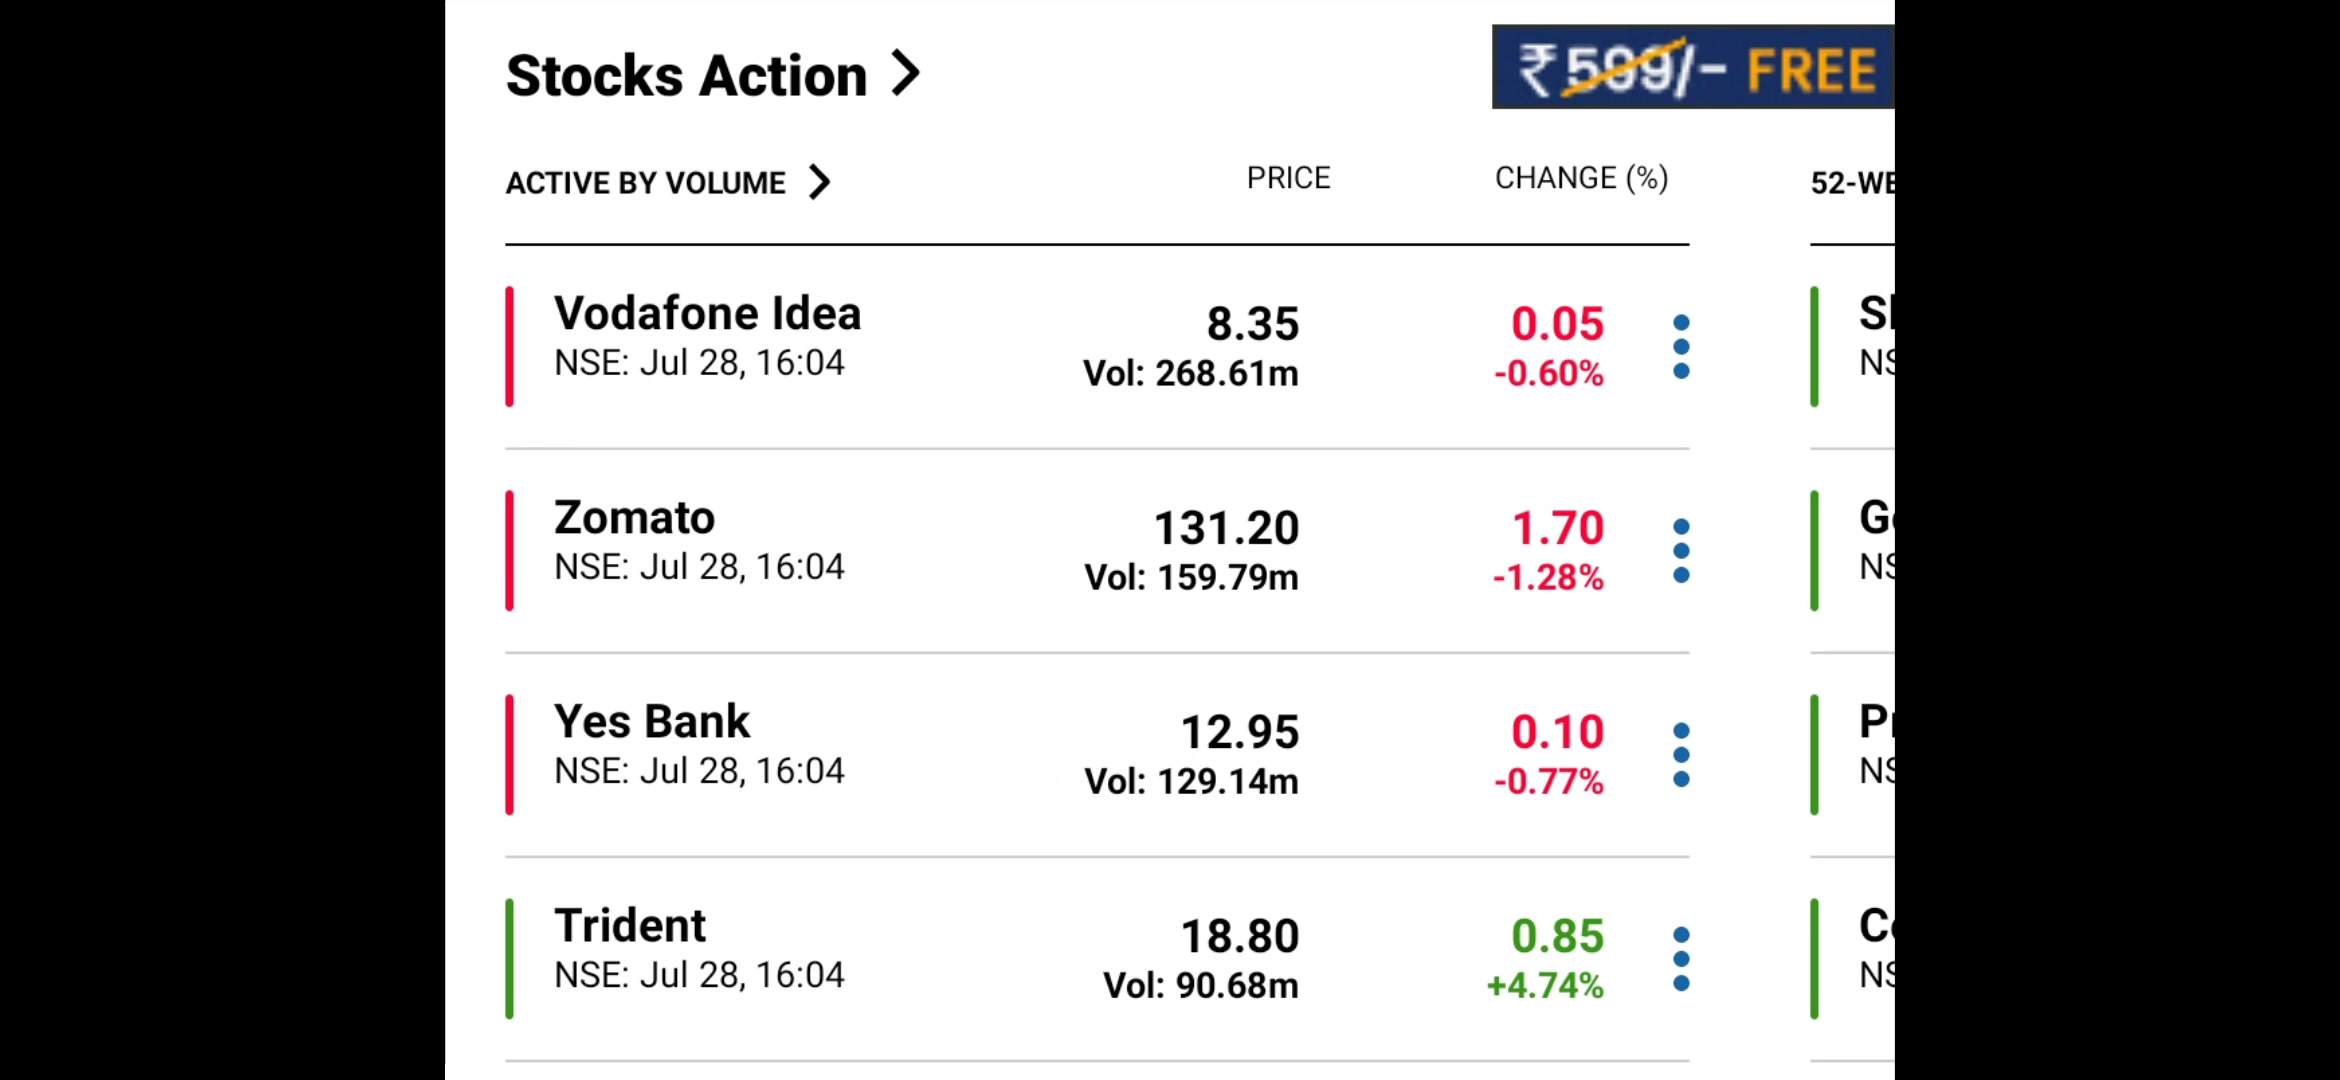 Stocks Action
₹599/- FREE
ACTIVE BY VOLUME PRICE CHANGE (%)
Vodafone Idea 8.35 0.05
NSE: Jul 28, 16:04 Vol: 268.61m -0.60%
Zomato 131.20 1.70
NSE: Jul 28, 16:04 Vol: 159.79m -1.28%
Yes Bank 12.95 0.10
NSE: Jul 28, 16:04 Vol: 129.14m -0.77%
Trident 18.80 0.85
NSE: Jul 28, 16:04 Vol: 90.68m +4.74%